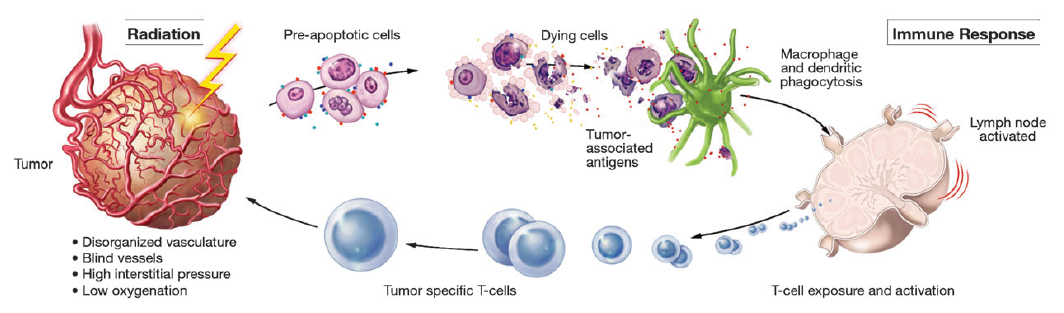 Radiation
Pre-apoptotic cells
Dying cells
Immune Response
Macrophage
and dendritic
phagocytosis
Lymph node
activated
Tumor-
associated
antigens
Tumor
• Disorganized vasculature
• Blind vessels
• High interstitial pressure
• Low oxygenation
Tumor specific T-cells
T-cell exposure and activation